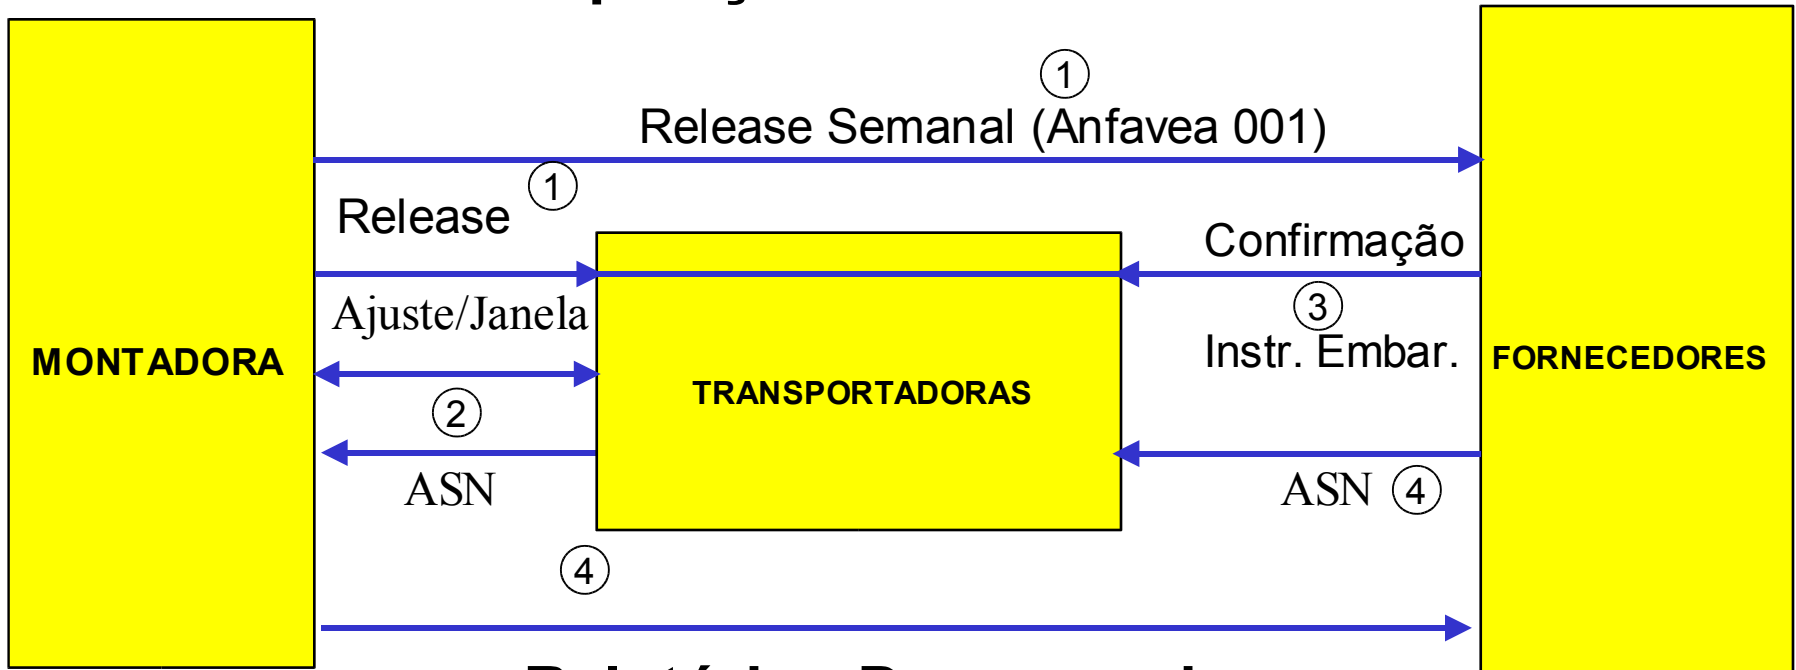 1
Release Semanal (Anfavea 001)
1
Release
Confirmação
Ajuste/Janela
3
Instr. Embar.
MONTADORA
FORNECEDORES
TRANSPORTADORAS
2
ASN
ASN 4
4